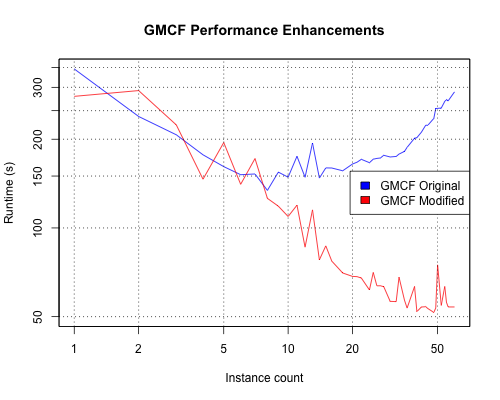 GMCF Performance Enhancements
300
200
150
100
50
Runtime (s)
GMCF Original
GMCF Modified
1 2 5 10 20 50
Instance count